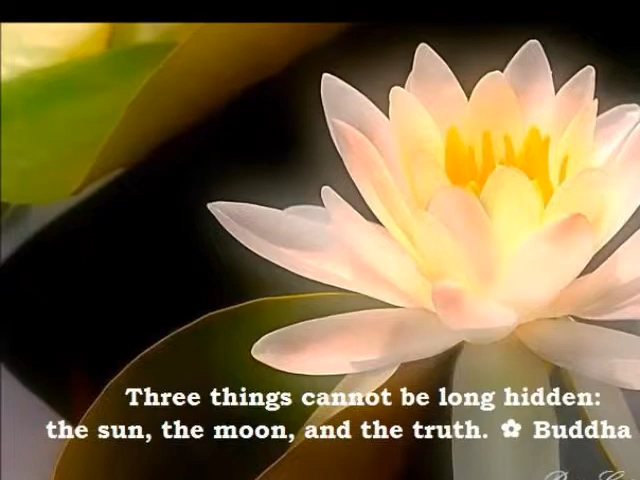 Three things cannot be long hidden:
the sun, the moon, and the truth. ✿ Buddha